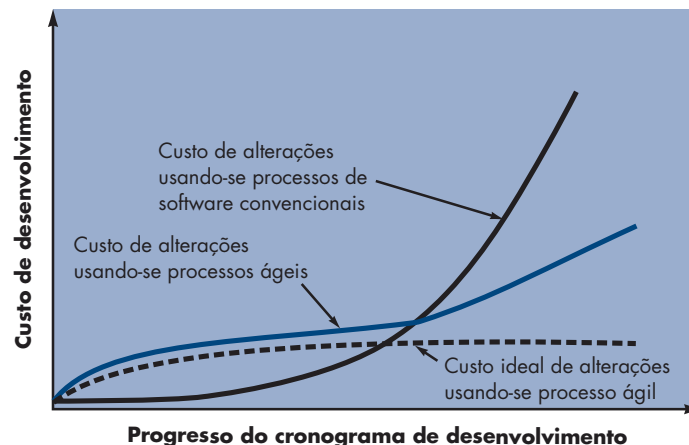 Custo de desenvolvimento
Custo de alterações
usando-se processos de
software convencionais
Custo de alterações
usando-se processos ágeis
Custo ideal de alterações
usando-se processo ágil
Progresso do cronograma de desenvolvimento